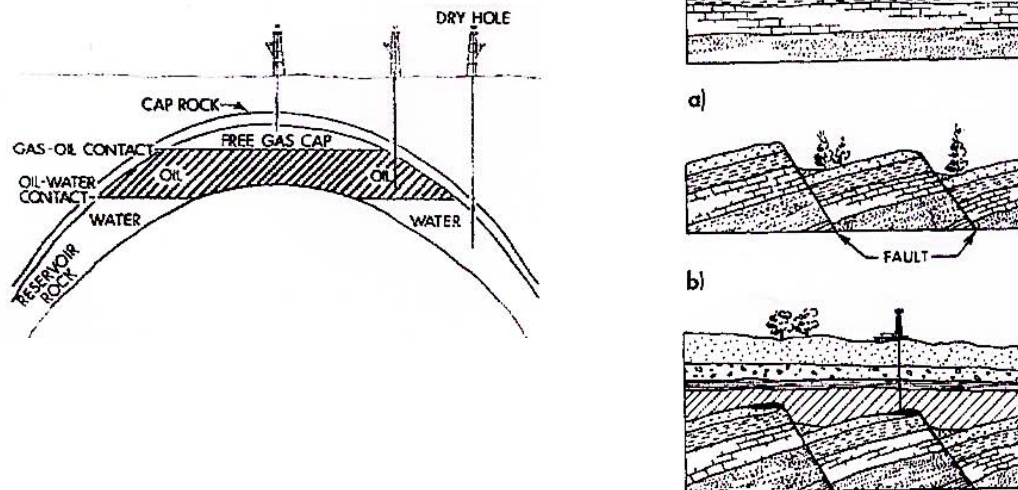 DRY HOLE
CAP ROCK
FREE GAS CAP
GAS-OIL CONTACT
OIL
OIL
OIL-WATER
CONTACT
WATER
WATER
RESERVOIR
ROCK
a)
FAULT
b)